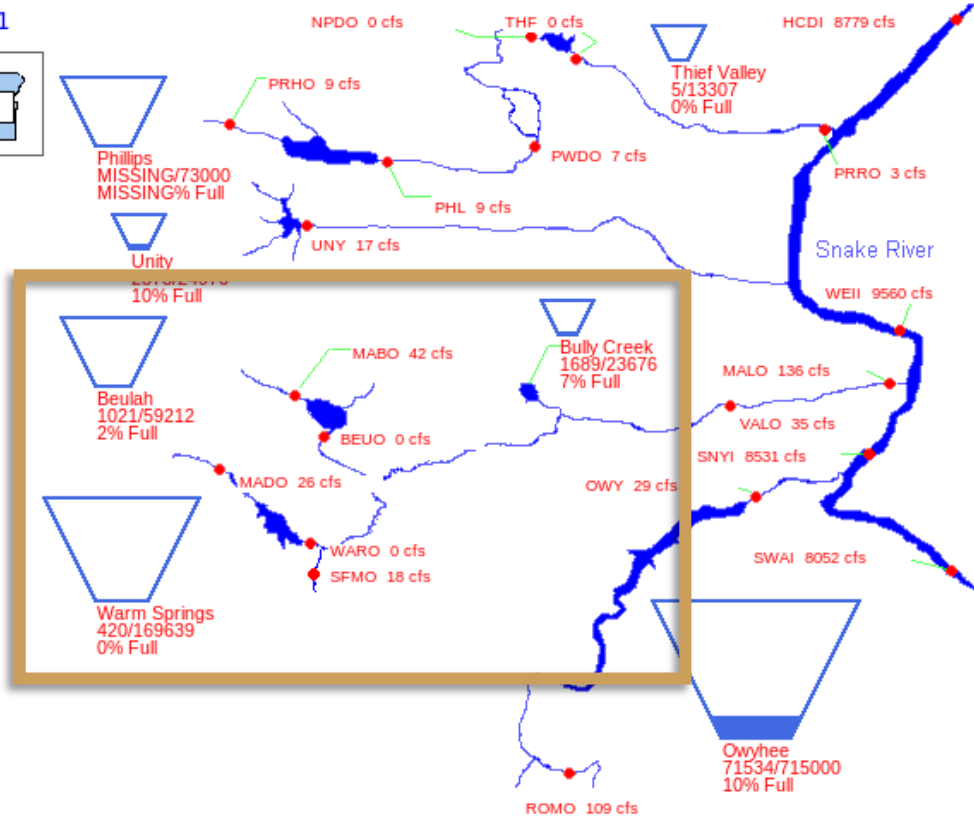 1
NPDO 0 cfs
THF 0 cfs
HCDI 8779 cfs
Thief Valley
5/13307
0% Full
PRHO 9 cfs
Phillips
MISSING/73000
MISSING% Full
PWDO 7 cfs
PRRO 3 cfs
PHL 9 cfs
Unity
10% Full
UNY 17 cfs
Snake River
WEII 9560 cfs
Bully Creek
1689/23676
7% Full
MABO 42 cfs
MALO 136 cfs
Beulah
1021/59212
2% Full
BEUO 0 cfs
VALO 35 cfs
SNYI 8531 cfs
MADO 26 cfs
OWY 29 cfs
WARO 0 cfs
SFMO 18 cfs
SWAI 8052 cfs
Warm Springs
420/169639
0% Full
Owyhee
71534/715000
10% Full
ROMO 109 cfs